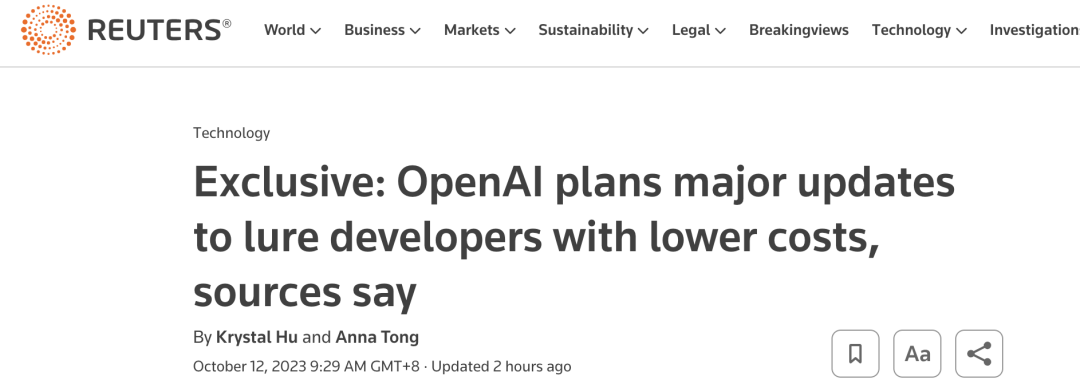 REUTERS® World Business Markets Sustainability Legal Breakingviews Technology Investigations
Technology
Exclusive: OpenAI plans major updates
to lure developers with lower costs,
sources say
By Krystal Hu and Anna Tong
October 12, 2023 9:29 AM GMT+8 · Updated 2 hours ago
Aa